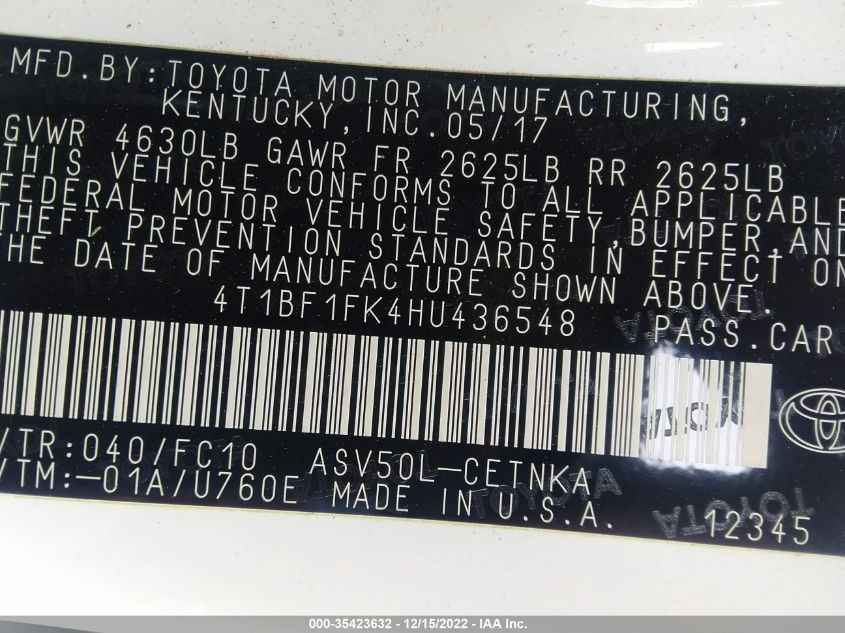 MFD.BY:TOYOTA MOTOR MANUFACTURING,
KENTUCKY,INC.05/17
GVWR 4630LB GAWR FR 2625LB RR 2625LB
THIS VEHICLE CONFORMS TO ALL APPLICABLE
FEDERAL MOTOR VEHICLE SAFETY,BUMPER,AND
THEFT PREVENTION STANDARDS IN EFFECT ON
THE DATE OF MANUFACTURE SHOWN ABOVE.
4T1BF1FK4HU436548 PASS.CAR
/TR:040/FC10 ASV50L-CETNKA
/TM:-01A/U760E MADE IN U.S.A.
TOYOTA TOYOTA
12345
000-35423632 - 12/15/2022 - IAA Inc.